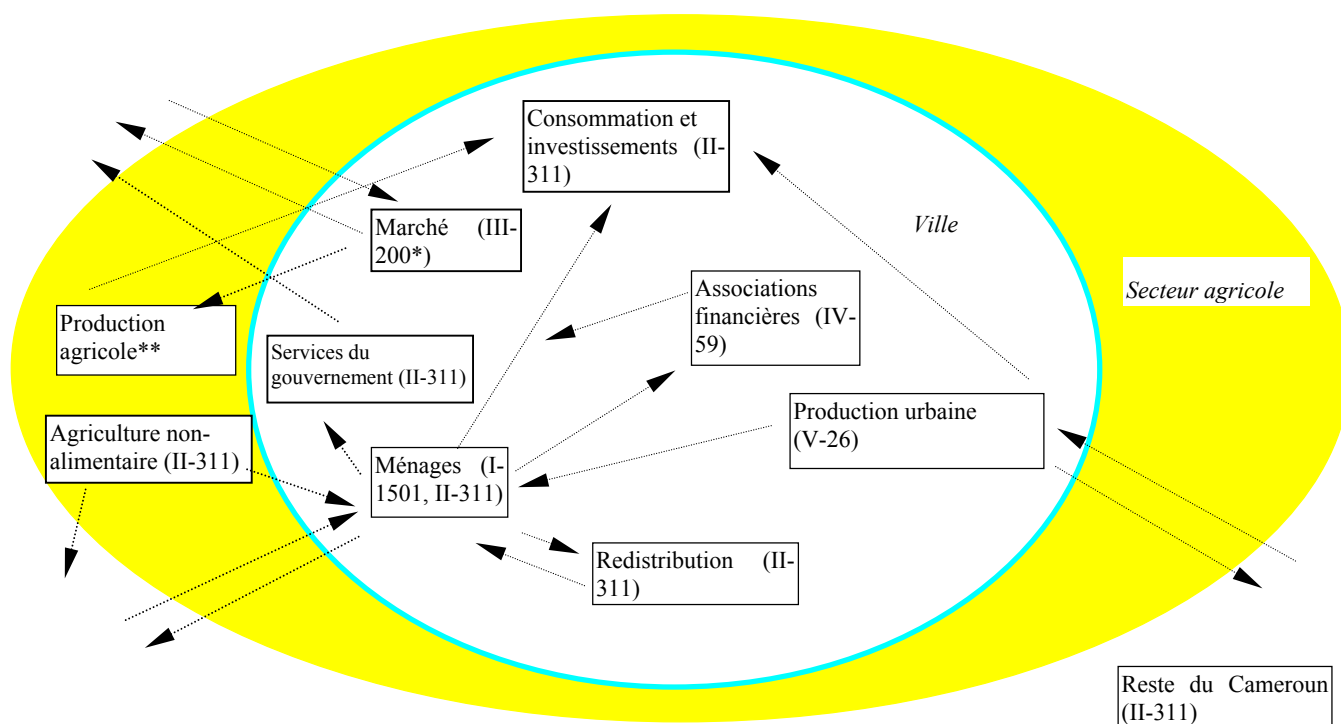 Consommation et
investissements (II-
311)
Marché (III-
200*)
Ville
Associations
financières (IV-
59)
Secteur agricole
Production
agricole**
Services du
gouvernement (II-311)
Production urbaine
(V-26)
Agriculture non-
alimentaire (II-311)
Ménages (I-
1501, II-311)
Redistribution (II-
311)
Reste du Cameroun
(II-311)